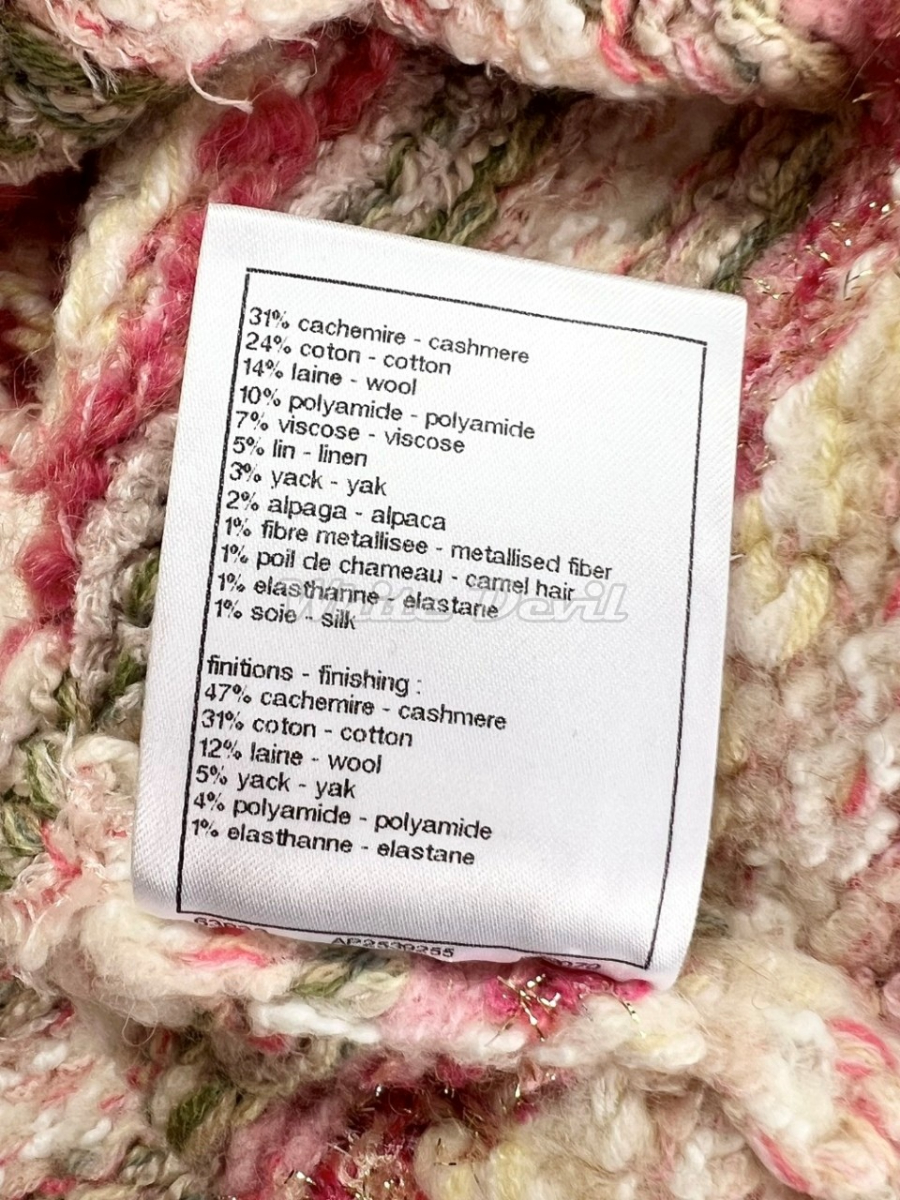 31% cachemire - cashmere
24% coton - cotton
14% laine - wool
10% polyamide - polyamide
7% viscose - viscose
5% lin - linen
3% yack - yak
2% alpaga - alpaca
1% fibre metallisee - metallised fiber
1% poil de chameau - camel hair
1% elasthanne - elastane
1% soie - silk
White Devil
finitions - finishing :
47% cachemire - cashmere
31% coton - cotton
12% laine - wool
5% yack - yak
4% polyamide - polyamide
1% elasthanne - elastane
AP2539255